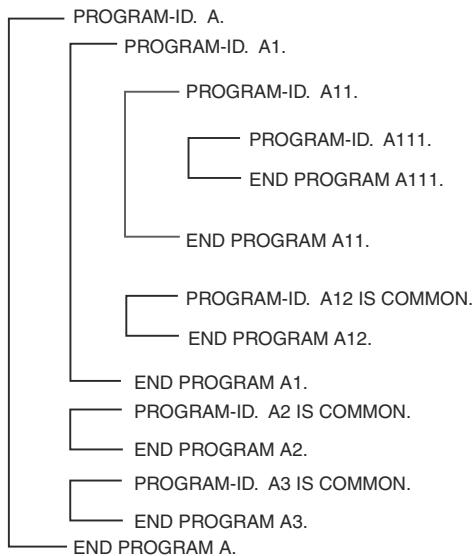 PROGRAM-ID. A.
PROGRAM-ID. A1.
PROGRAM-ID. A11.
PROGRAM-ID. A111.
END PROGRAM A111.
END PROGRAM A11.
PROGRAM-ID. A12 IS COMMON.
END PROGRAM A12.
END PROGRAM A1.
PROGRAM-ID. A2 IS COMMON.
END PROGRAM A2.
PROGRAM-ID. A3 IS COMMON.
END PROGRAM A3.
END PROGRAM A.